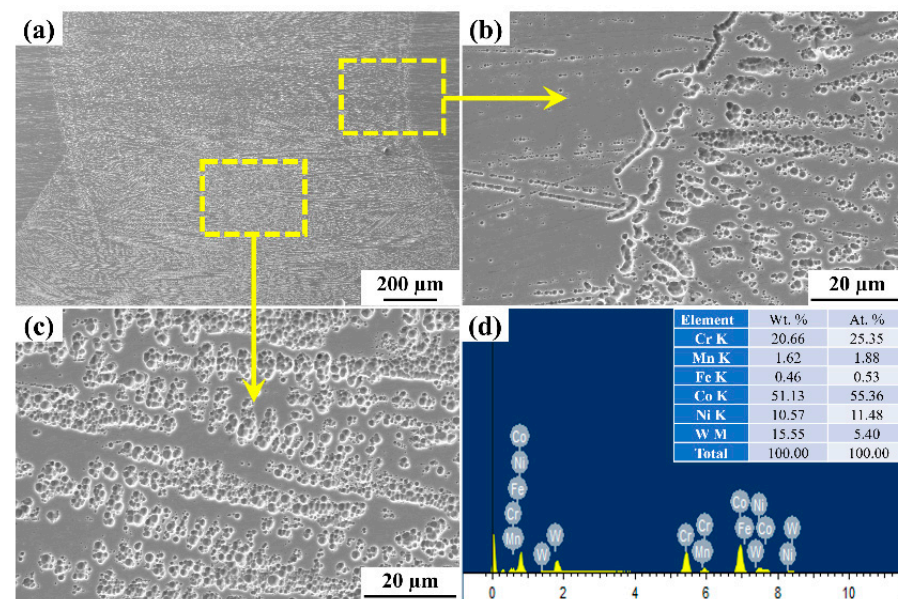 (a)
200 µm
(b)
20 µm
(c)
20 µm
(d)
Element Wt. % At. %
Cr K 20.66 25.35
Mn K 1.62 1.88
Fe K 0.46 0.53
Co K 51.13 55.36
Ni K 10.57 11.48
W M 15.55 5.40
Total 100.00 100.00
Co
Ni
Fe
Cr
Mn
W
W
Cr
Cr
Mn
Co
Fe
Ni
Co
W
W
Ni
0 2 4 6 8 10